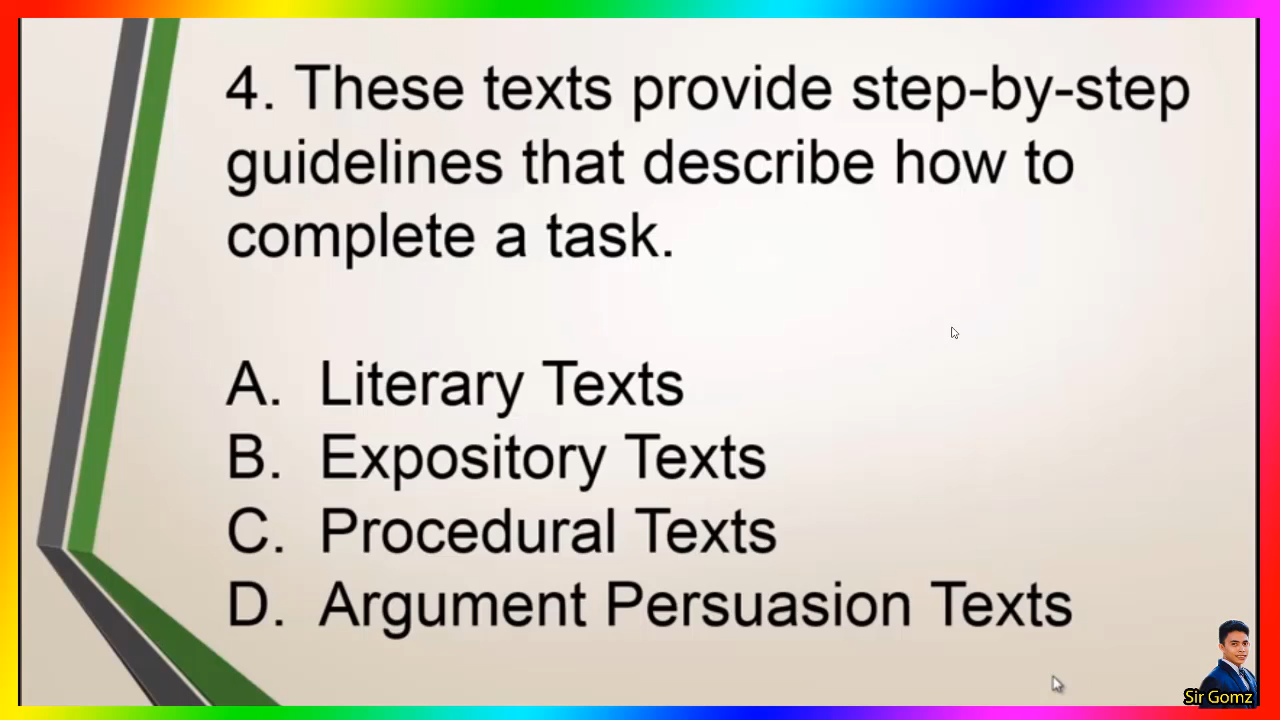 4. These texts provide step-by-step
guidelines that describe how to
complete a task.
A. Literary Texts
B. Expository Texts
C. Procedural Texts
D. Argument Persuasion Texts
Sir Gomz